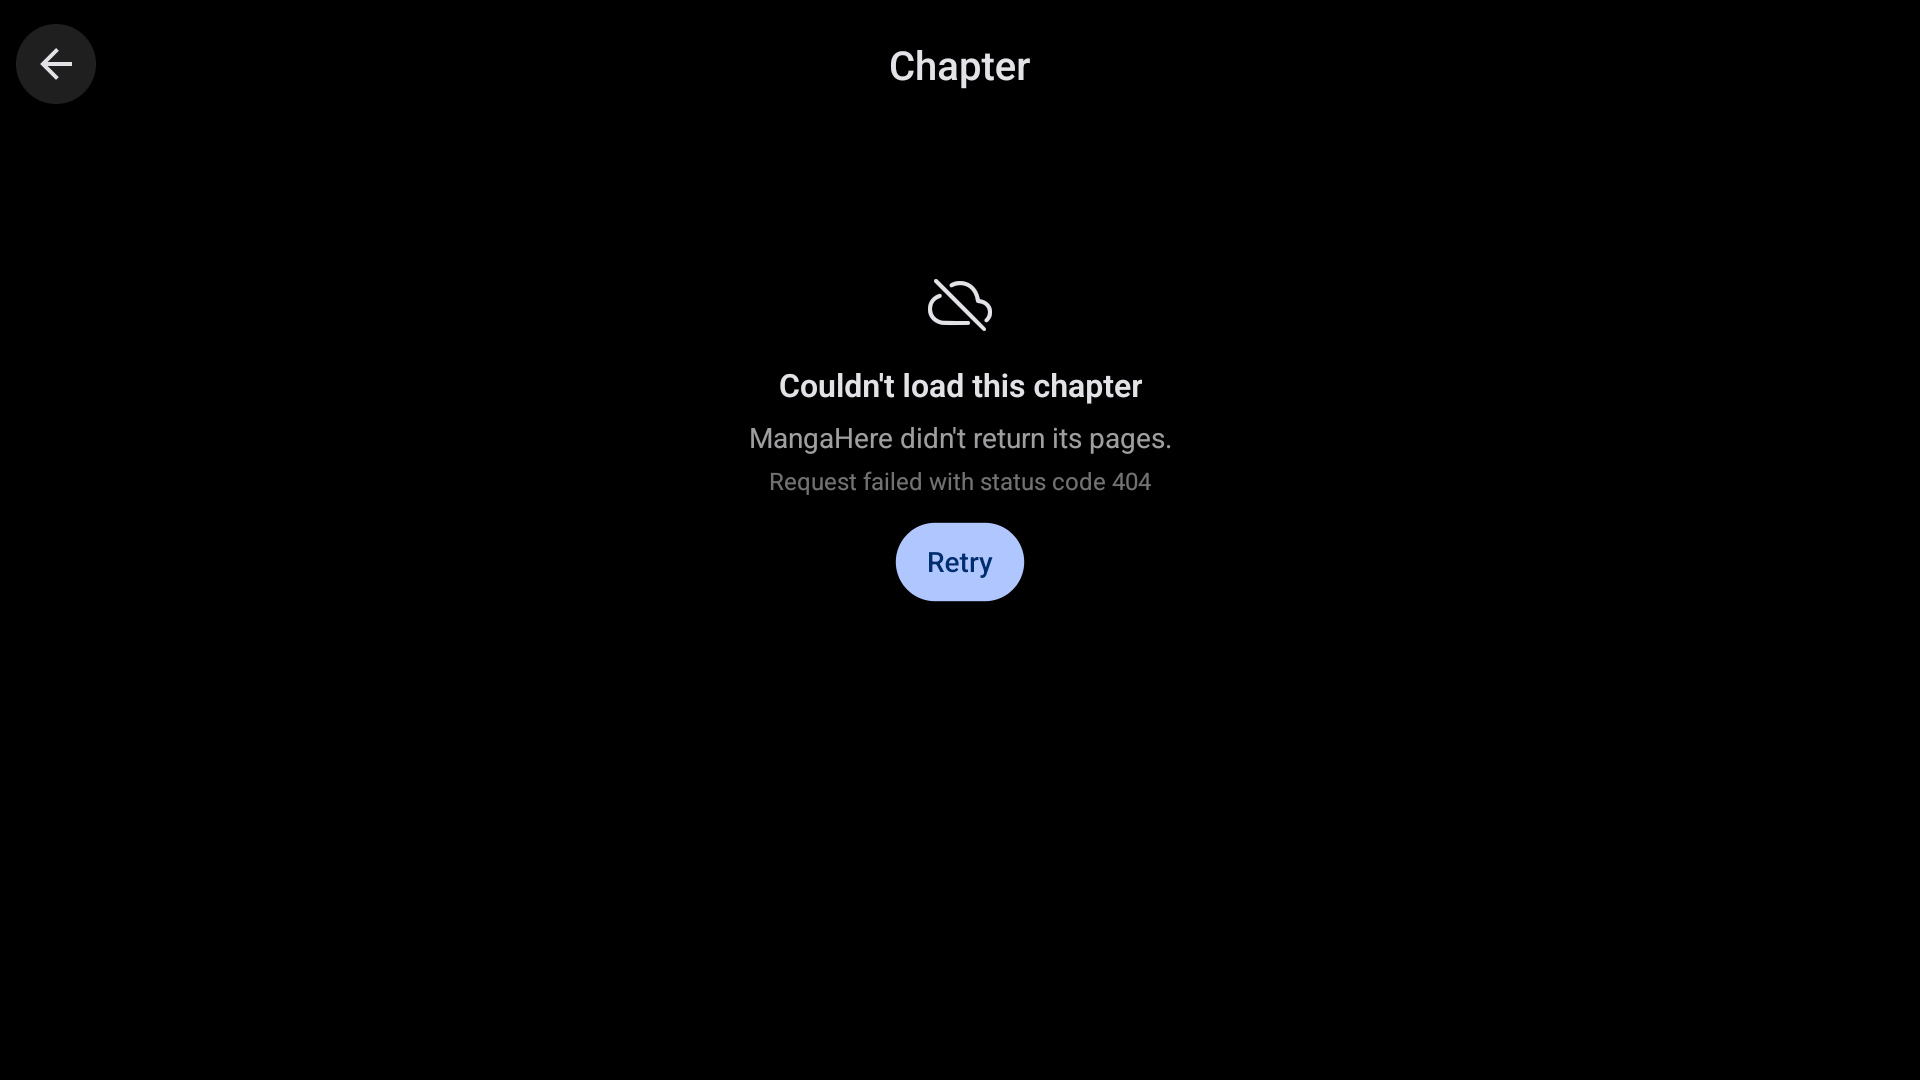 Chapter
Couldn't load this chapter
MangaHere didn't return its pages.
Request failed with status code 404
Retry